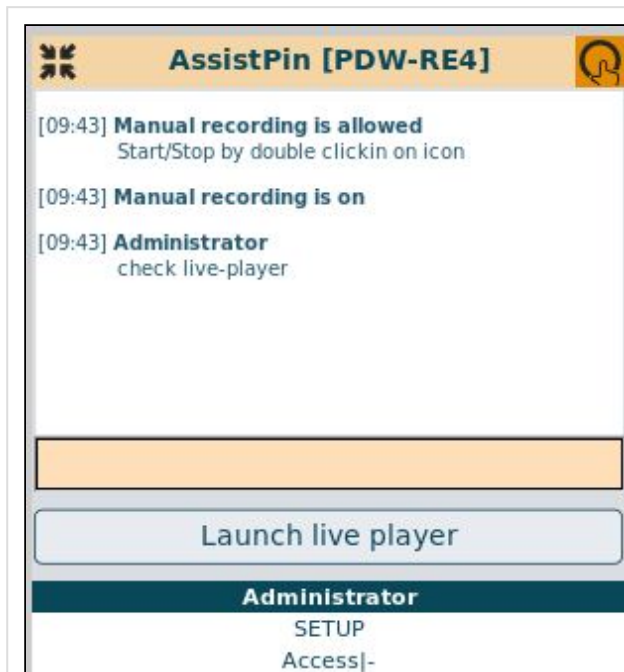 AssistPin [PDW-RE4]
[09:43] Manual recording is allowed
Start/Stop by double clickin on icon
[09:43] Manual recording is on
[09:43] Administrator
check live-player
Launch live player
Administrator
SETUP
Access|-